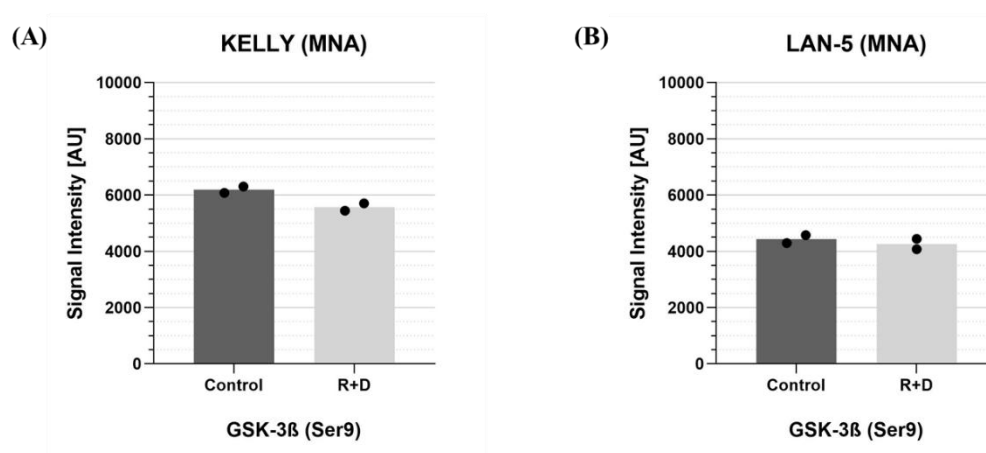 (A)
KELLY (MNA)
Signal Intensity [AU]
10000
8000
6000
4000
2000
0
Control R+D
GSK-3ß (Ser9)
(B)
LAN-5 (MNA)
Signal Intensity [AU]
10000
8000
6000
4000
2000
0
Control R+D
GSK-3ß (Ser9)